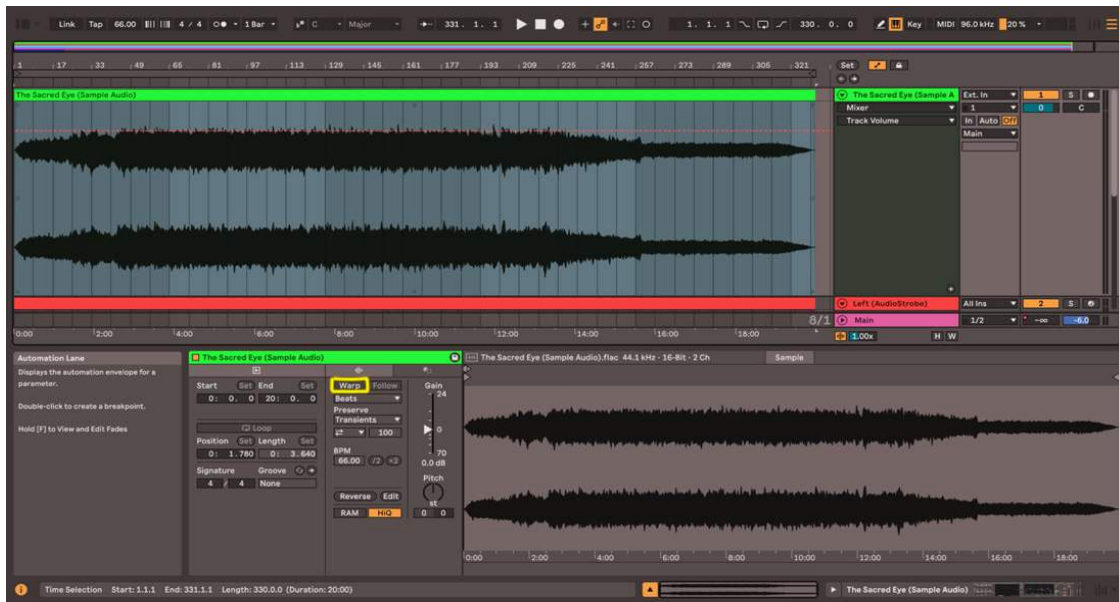 Link Tap 66.00 4 / 4 1 Bar C Major 331. 1. 1 1. 1. 1 330. 0. 0 Key MIDI 96.0 kHz 20 %
1 17 33 49 65 81 97 113 129 145 161 177 193 209 225 241 257 273 289 305 321 Set
The Sacred Eye (Sample Audio) The Sacred Eye (Sample A Ext. In 1 S
Mixer 1 0 C
Track Volume In Auto Off
Main
Left (AudioStrobe) All Ins 2 S
8/1 Main 1/2 -∞ -6.0
0:00 2:00 4:00 6:00 8:00 10:00 12:00 14:00 16:00 18:00 1.00x H W
Automation Lane
Displays the automation envelope for a
parameter.
Double-click to create a breakpoint.
Hold [F] to View and Edit Fades
The Sacred Eye (Sample Audio)
Start Set End Set
0: 0. 0 20: 0. 0
Loop
Position Set Length Set
0: 1.780 0: 3.640
Signature Groove
4 / 4 None
Warp Follow
Beats
Preserve
Transients
100
BPM
66.00 /2 ×2
Reverse Edit
RAM HiQ
Gain
24
0
70
0.0 dB
Pitch
st
0 0
The Sacred Eye (Sample Audio).flac 44.1 kHz · 16-Bit · 2 Ch Sample
0:00 2:00 4:00 6:00 8:00 10:00 12:00 14:00 16:00 18:00
Time Selection Start: 1.1.1 End: 331.1.1 Length: 330.0.0 (Duration: 20:00) The Sacred Eye (Sample Audio)